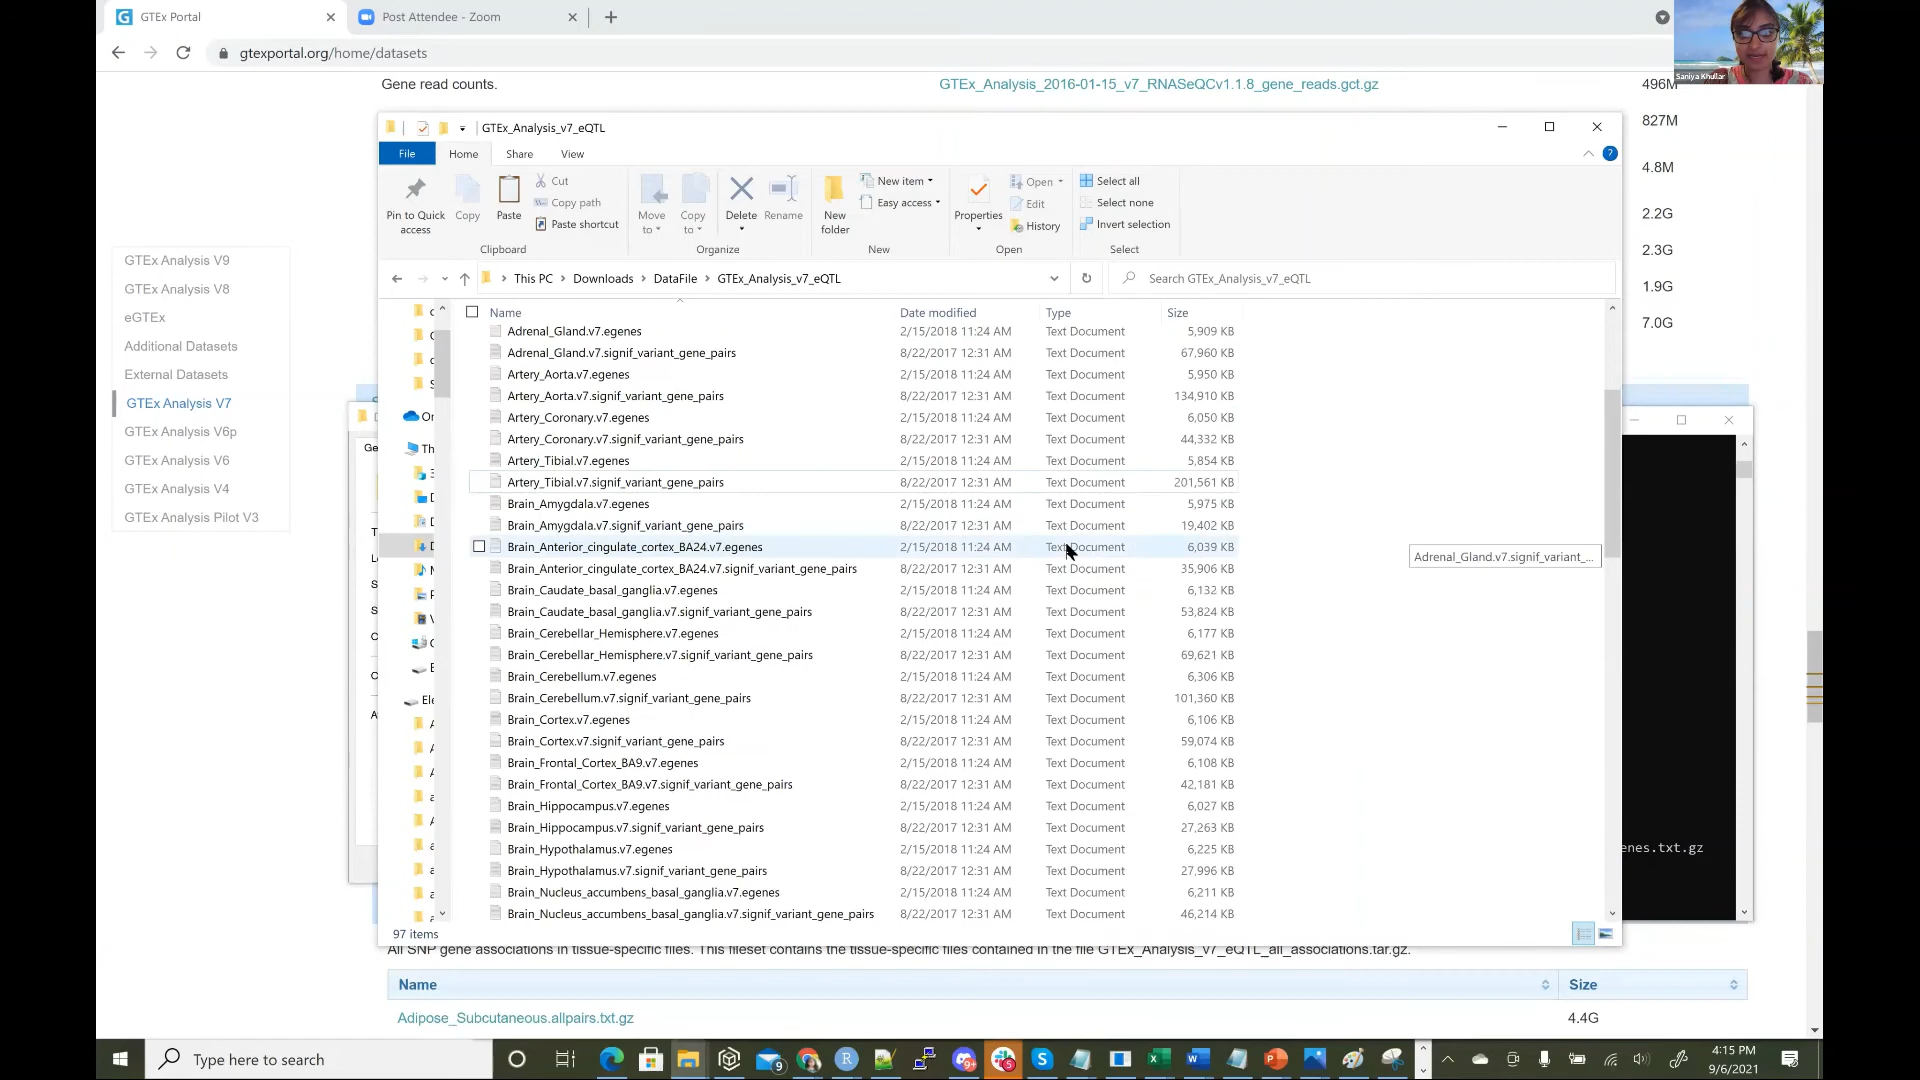 GTEx Portal
Post Attendee - Zoom
gtexportal.org/home/datasets
Saniya Khullar
Gene read counts.
GTEx_Analysis_2016-01-15_v7_RNASeQCv1.1.8_gene_reads.gct.gz
496M
827M
4.8M
2.2G
2.3G
1.9G
7.0G
GTEx Analysis V9
GTEx Analysis V8
eGTEx
Additional Datasets
External Datasets
GTEx Analysis V7
GTEx Analysis V6p
GTEx Analysis V6
GTEx Analysis V4
GTEx Analysis Pilot V3
GTEx_Analysis_v7_eQTL
File Home Share View
Pin to Quick access
Copy
Paste
Cut
Copy path
Paste shortcut
Clipboard
Move to
Copy to
Delete
Rename
Organize
New folder
New item
Easy access
New
Properties
Open
Edit
History
Open
Select all
Select none
Invert selection
Select
This PC > Downloads > DataFile > GTEx_Analysis_v7_eQTL
Search GTEx_Analysis_v7_eQTL
Name Date modified Type Size
Adrenal_Gland.v7.egenes 2/15/2018 11:24 AM Text Document 5,909 KB
Adrenal_Gland.v7.signif_variant_gene_pairs 8/22/2017 12:31 AM Text Document 67,960 KB
Artery_Aorta.v7.egenes 2/15/2018 11:24 AM Text Document 5,950 KB
Artery_Aorta.v7.signif_variant_gene_pairs 8/22/2017 12:31 AM Text Document 134,910 KB
Artery_Coronary.v7.egenes 2/15/2018 11:24 AM Text Document 6,050 KB
Artery_Coronary.v7.signif_variant_gene_pairs 8/22/2017 12:31 AM Text Document 44,332 KB
Artery_Tibial.v7.egenes 2/15/2018 11:24 AM Text Document 5,854 KB
Artery_Tibial.v7.signif_variant_gene_pairs 8/22/2017 12:31 AM Text Document 201,561 KB
Brain_Amygdala.v7.egenes 2/15/2018 11:24 AM Text Document 5,975 KB
Brain_Amygdala.v7.signif_variant_gene_pairs 8/22/2017 12:31 AM Text Document 19,402 KB
Brain_Anterior_cingulate_cortex_BA24.v7.egenes 2/15/2018 11:24 AM Text Document 6,039 KB
Brain_Anterior_cingulate_cortex_BA24.v7.signif_variant_gene_pairs 8/22/2017 12:31 AM Text Document 35,906 KB
Brain_Caudate_basal_ganglia.v7.egenes 2/15/2018 11:24 AM Text Document 6,132 KB
Brain_Caudate_basal_ganglia.v7.signif_variant_gene_pairs 8/22/2017 12:31 AM Text Document 53,824 KB
Brain_Cerebellar_Hemisphere.v7.egenes 2/15/2018 11:24 AM Text Document 6,177 KB
Brain_Cerebellar_Hemisphere.v7.signif_variant_gene_pairs 8/22/2017 12:31 AM Text Document 69,621 KB
Brain_Cerebellum.v7.egenes 2/15/2018 11:24 AM Text Document 6,306 KB
Brain_Cerebellum.v7.signif_variant_gene_pairs 8/22/2017 12:31 AM Text Document 101,360 KB
Brain_Cortex.v7.egenes 2/15/2018 11:24 AM Text Document 6,106 KB
Brain_Cortex.v7.signif_variant_gene_pairs 8/22/2017 12:31 AM Text Document 59,074 KB
Brain_Frontal_Cortex_BA9.v7.egenes 2/15/2018 11:24 AM Text Document 6,108 KB
Brain_Frontal_Cortex_BA9.v7.signif_variant_gene_pairs 8/22/2017 12:31 AM Text Document 42,181 KB
Brain_Hippocampus.v7.egenes 2/15/2018 11:24 AM Text Document 6,027 KB
Brain_Hippocampus.v7.signif_variant_gene_pairs 8/22/2017 12:31 AM Text Document 27,263 KB
Brain_Hypothalamus.v7.egenes 2/15/2018 11:24 AM Text Document 6,225 KB
Brain_Hypothalamus.v7.signif_variant_gene_pairs 8/22/2017 12:31 AM Text Document 27,996 KB
Brain_Nucleus_accumbens_basal_ganglia.v7.egenes 2/15/2018 11:24 AM Text Document 6,211 KB
Brain_Nucleus_accumbens_basal_ganglia.v7.signif_variant_gene_pairs 8/22/2017 12:31 AM Text Document 46,214 KB
Adrenal_Gland.v7.signif_variant_...
enes.txt.gz
97 items
All SNP gene associations in tissue-specific files. This fileset contains the tissue-specific files contained in the file GTEx_Analysis_v7_eQTL_all_associations.tar.gz.
Name Size
Adipose_Subcutaneous.allpairs.txt.gz 4.4G
Type here to search
4:15 PM
9/6/2021